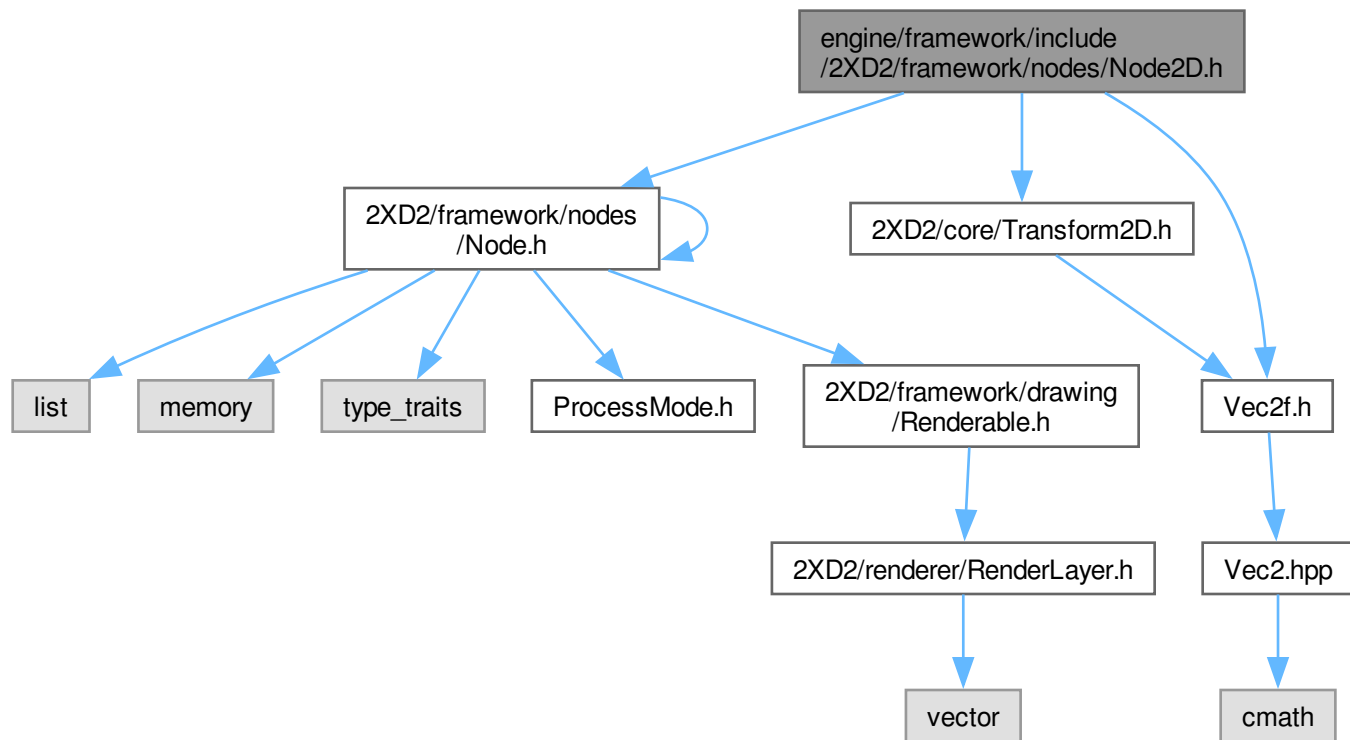 engine/framework/include
/2XD2/framework/nodes/Node2D.h
2XD2/framework/nodes
/Node.h
2XD2/core/Transform2D.h
list
memory
type_traits
ProcessMode.h
2XD2/framework/drawing
/Renderable.h
Vec2f.h
2XD2/renderer/RenderLayer.h
Vec2.hpp
vector
cmath